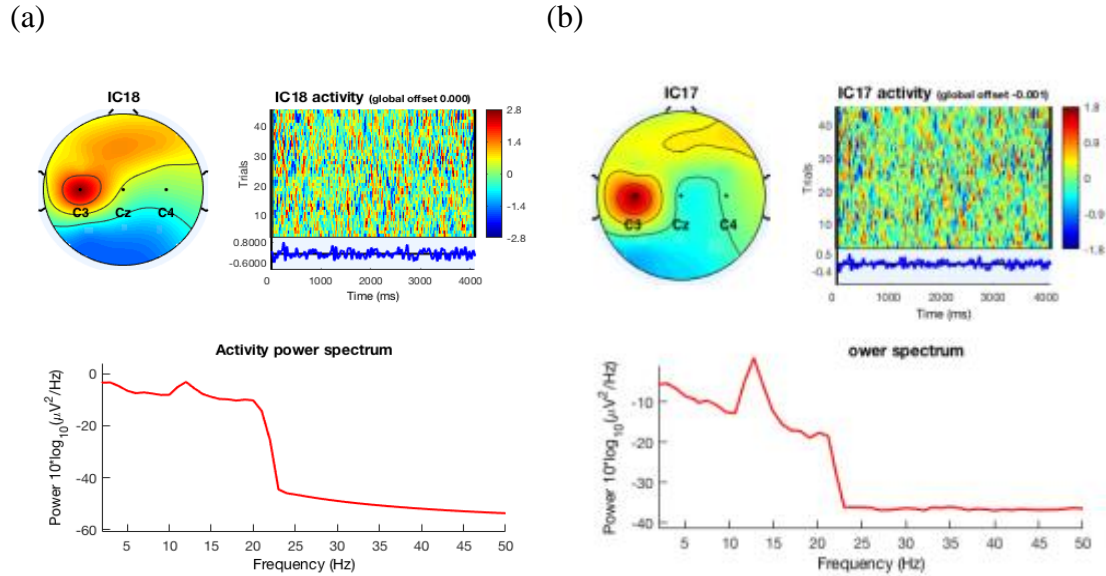 (a)
IC18
C3 Cz C4
IC18 activity (global offset 0.000)
Trials
40
30
20
10
2.8
1.4
0
-1.4
-2.8
0.8000
-0.6000
0 1000 2000 3000 4000
Time (ms)
Activity power spectrum
Power 10*log10(μV2/Hz)
0
-20
-40
-60
5 10 15 20 25 30 35 40 45 50
Frequency (Hz)
(b)
IC17
C3 Cz C4
IC17 activity (global offset -0.001)
Trials
40
30
20
10
1.8
0.9
0
-0.9
-1.8
0.5
-0.4
0 1000 2000 3000 4000
Time (ms)
ower spectrum
Power 10*log10(μV2/Hz)
-10
-20
-30
-40
5 10 15 20 25 30 35 40 45 50
Frequency (Hz)